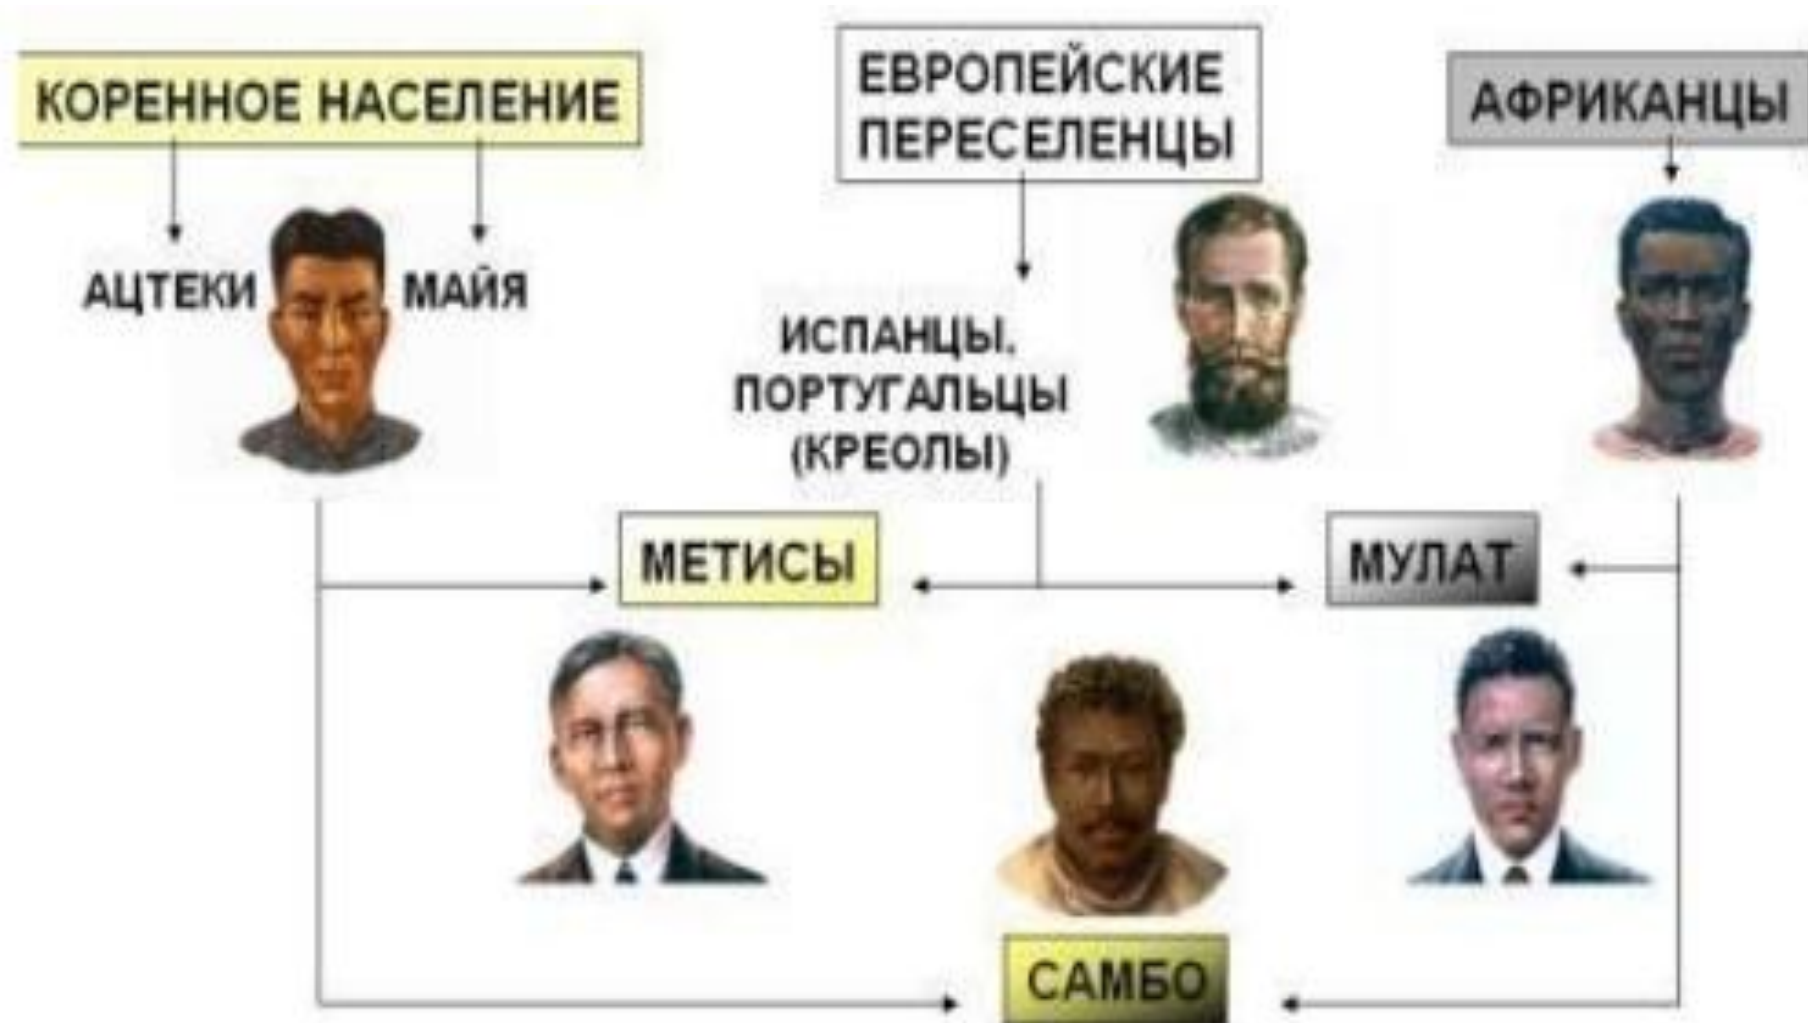 КОРЕННОЕ НАСЕЛЕНИЕ
ЕВРОПЕЙСКИЕ
ПЕРЕСЕЛЕНЦЫ
АФРИКАНЦЫ
АЦТЕКИ
МАЙЯ
ИСПАНЦЫ,
ПОРТУГАЛЬЦЫ
(КРЕОЛЫ)
МЕТИСЫ
МУЛАТ
САМБО